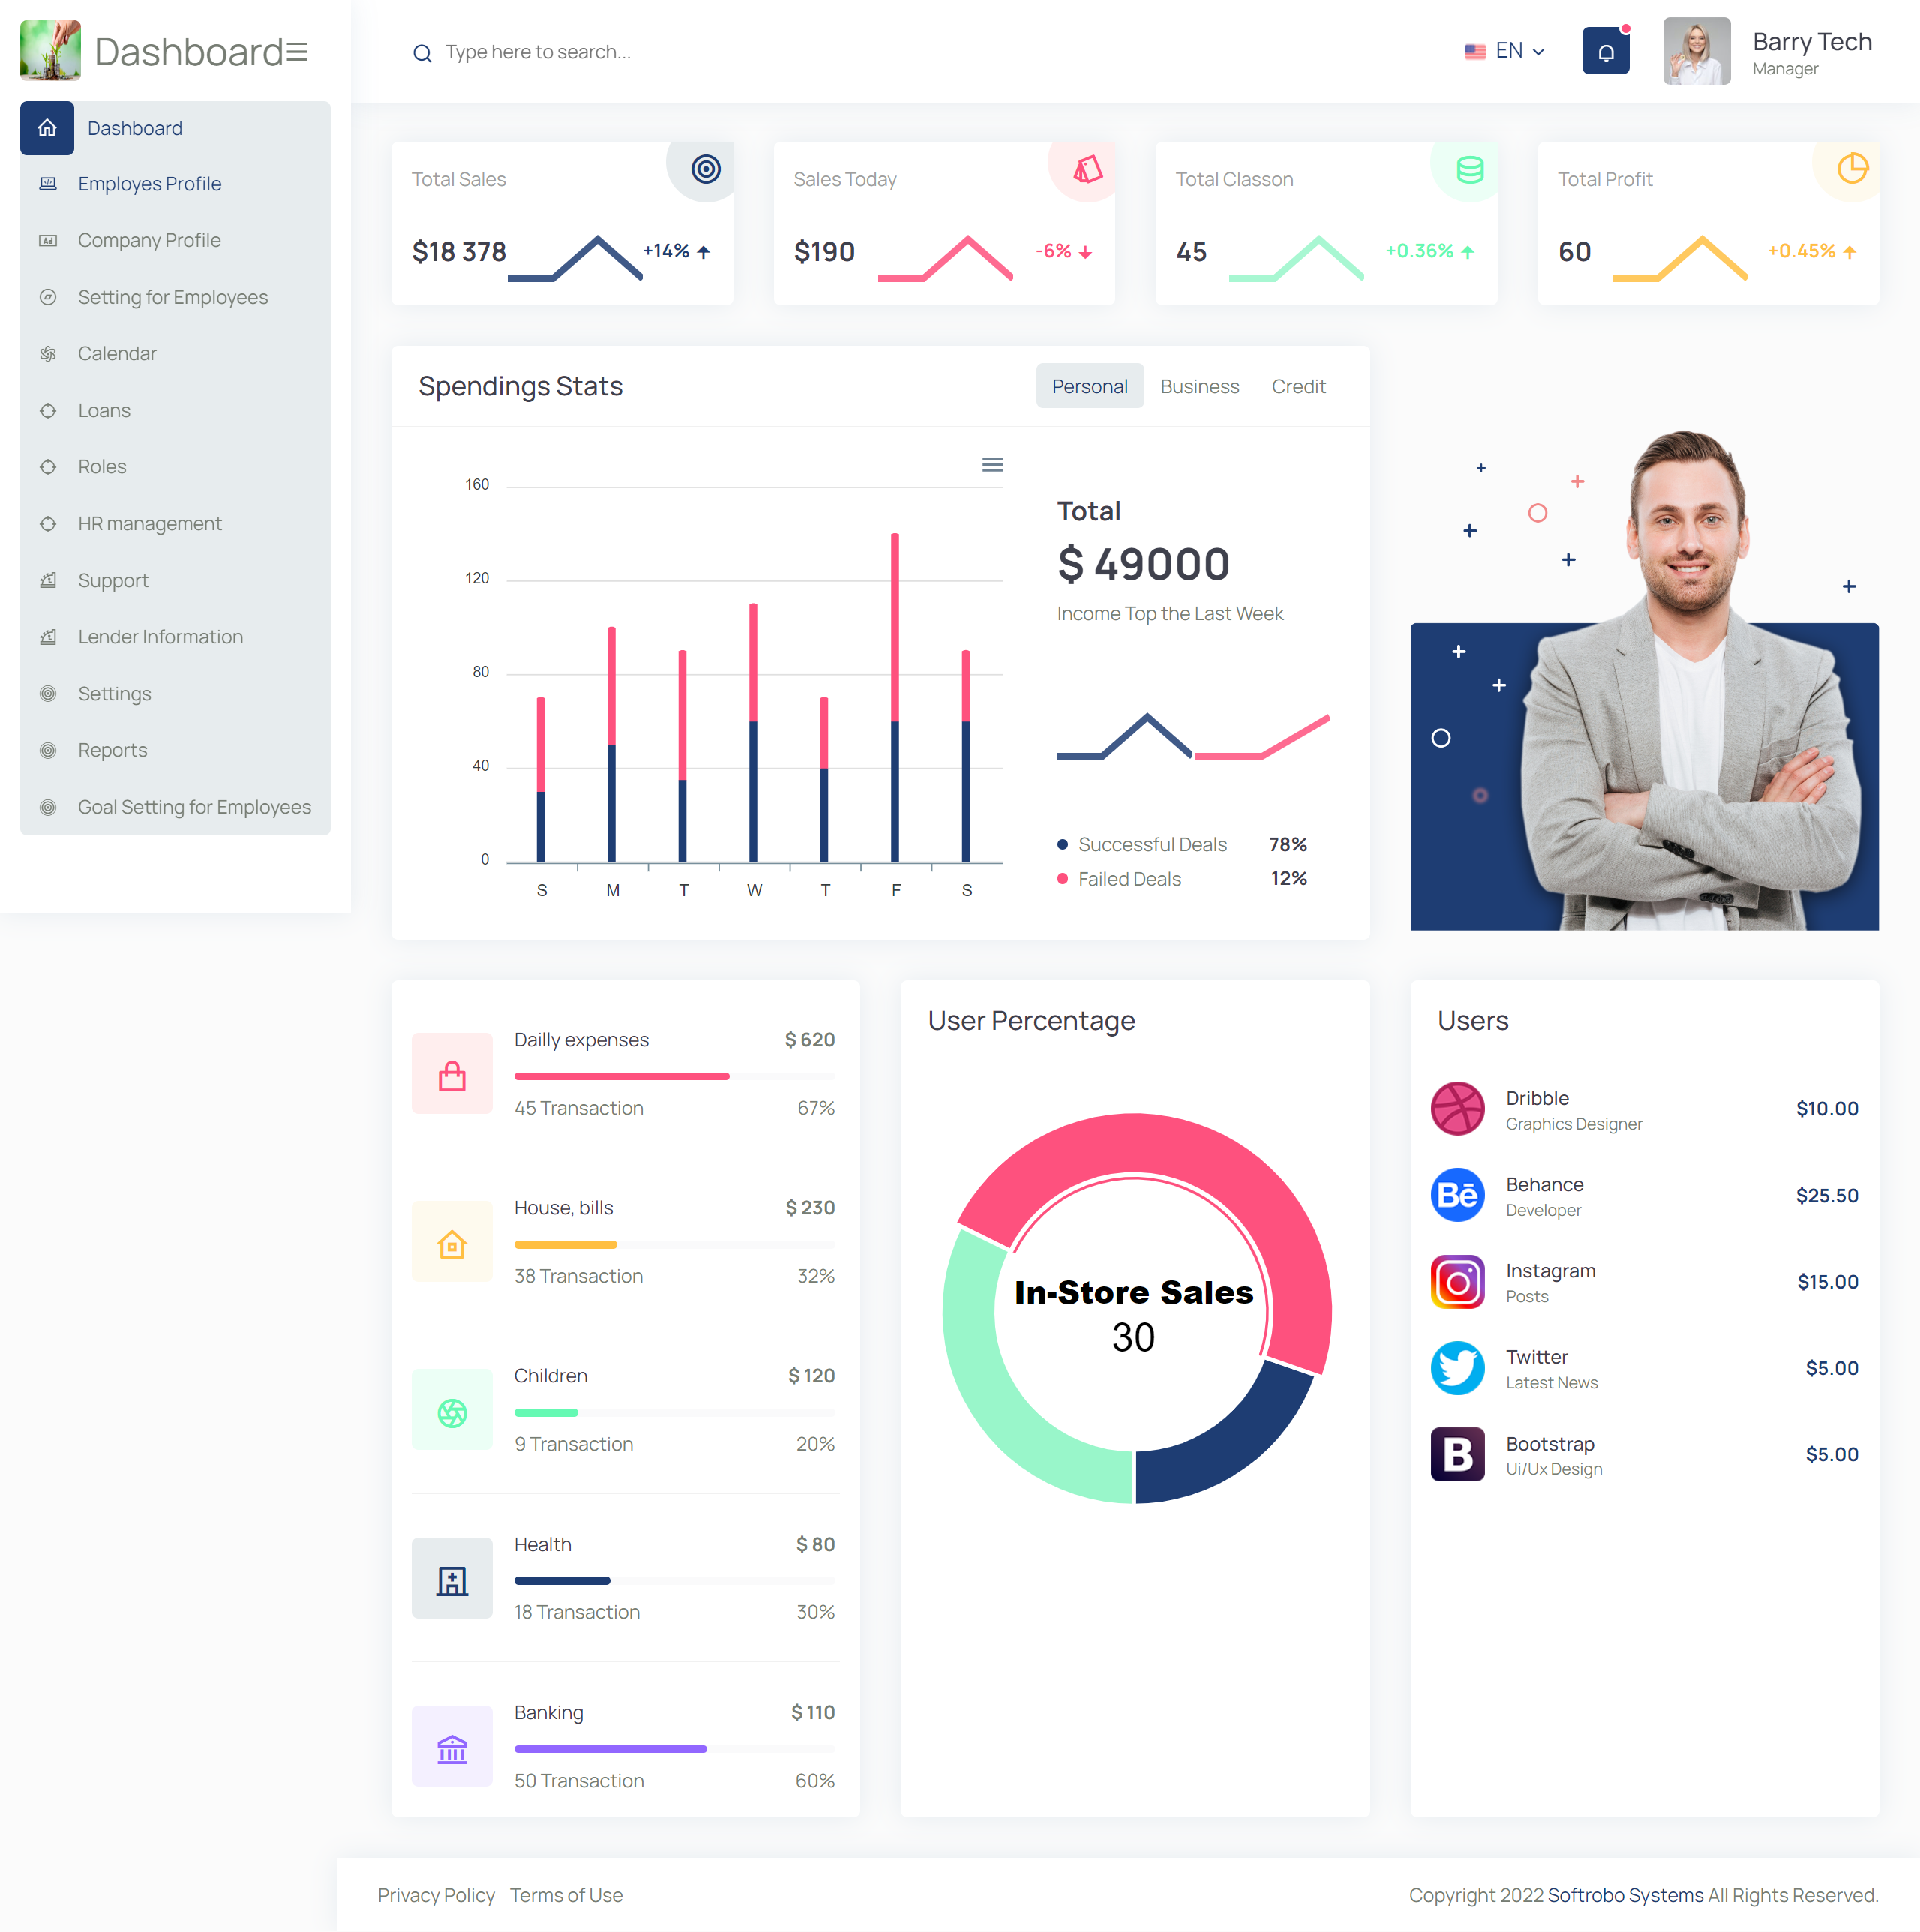 Dashboard
Type here to search...
EN
Barry Tech
Manager
Dashboard
Employes Profile
Company Profile
Setting for Employees
Calendar
Loans
Roles
HR management
Support
Lender Information
Settings
Reports
Goal Setting for Employees
Total Sales
$18 378
+14%
Sales Today
$190
-6%
Total Classon
45
+0.36%
Total Profit
60
+0.45%
Spendings Stats
Personal Business Credit
160
120
80
40
0
S M T W T F S
Total
$ 49000
Income Top the Last Week
Successful Deals 78%
Failed Deals 12%
Dailly expenses $ 620
45 Transaction 67%
House, bills $ 230
38 Transaction 32%
Children $ 120
9 Transaction 20%
Health $ 80
18 Transaction 30%
Banking $ 110
50 Transaction 60%
User Percentage
In-Store Sales
30
Users
Dribble
Graphics Designer
$10.00
Bē
Behance
Developer
$25.50
Instagram
Posts
$15.00
Twitter
Latest News
$5.00
B
Bootstrap
Ui/Ux Design
$5.00
Privacy Policy Terms of Use
Copyright 2022 Softrobo Systems All Rights Reserved.